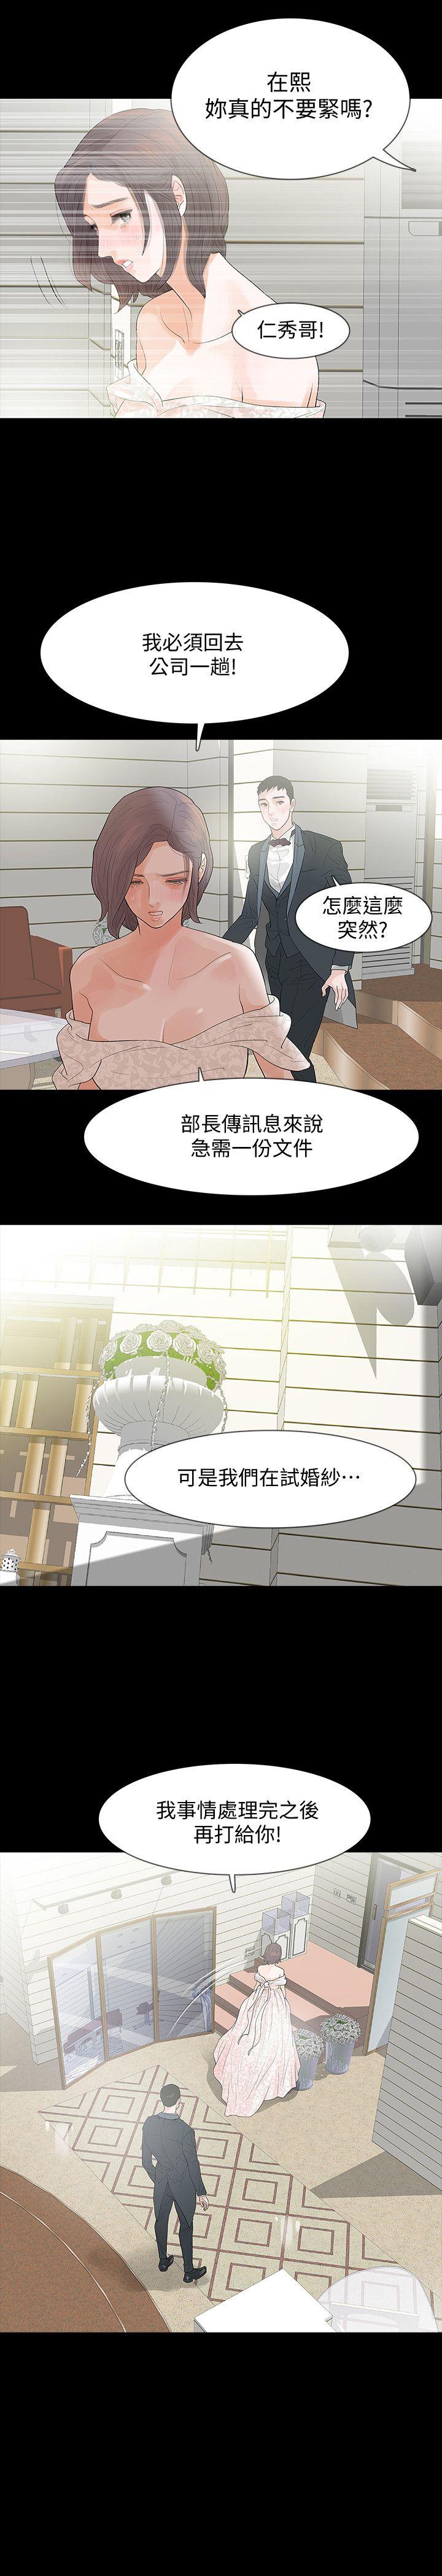 在熙
妳真的不要緊嗎?
仁秀哥!
我必須回去
公司一趟!
怎麼這麼
突然?
部長傳訊息來說
急需一份文件
可是我們在試婚紗…
我事情處理完之後
再打給你!